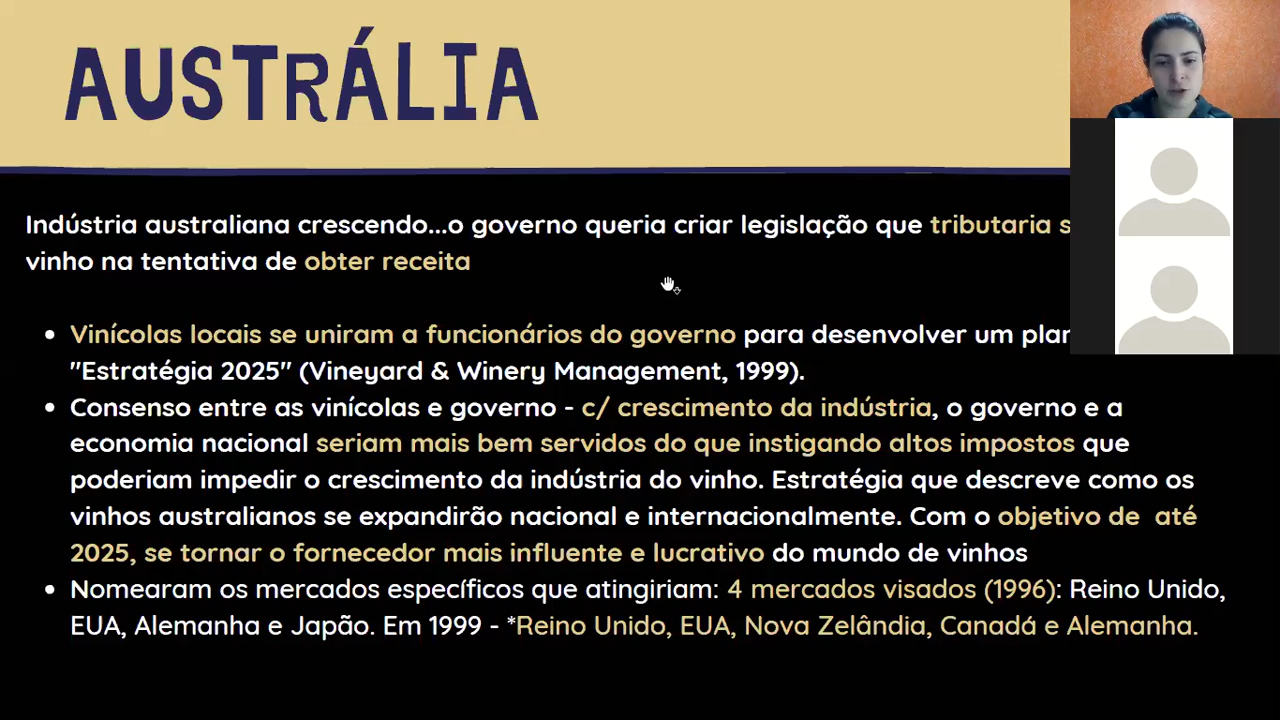 AUSTRÁLIA
Indústria australiana crescendo...o governo queria criar legislação que tributaria
vinho na tentativa de obter receita
Vinícolas locais se uniram a funcionários do governo para desenvolver um
"Estratégia 2025" (Vineyard & Winery Management, 1999).
Consenso entre as vinícolas e governo - c/ crescimento da indústria, o governo e a
economia nacional seriam mais bem servidos do que instigando altos impostos que
poderiam impedir o crescimento da indústria do vinho. Estratégia que descreve como os
vinhos australianos se expandirão nacional e internacionalmente. Com o objetivo de até
2025, se tornar o fornecedor mais influente e lucrativo do mundo de vinhos
Nomearam os mercados específicos que atingiriam: 4 mercados visados (1996): Reino Unido,
EUA, Alemanha e Japão. Em 1999 - *Reino Unido, EUA, Nova Zelândia, Canadá e Alemanha.